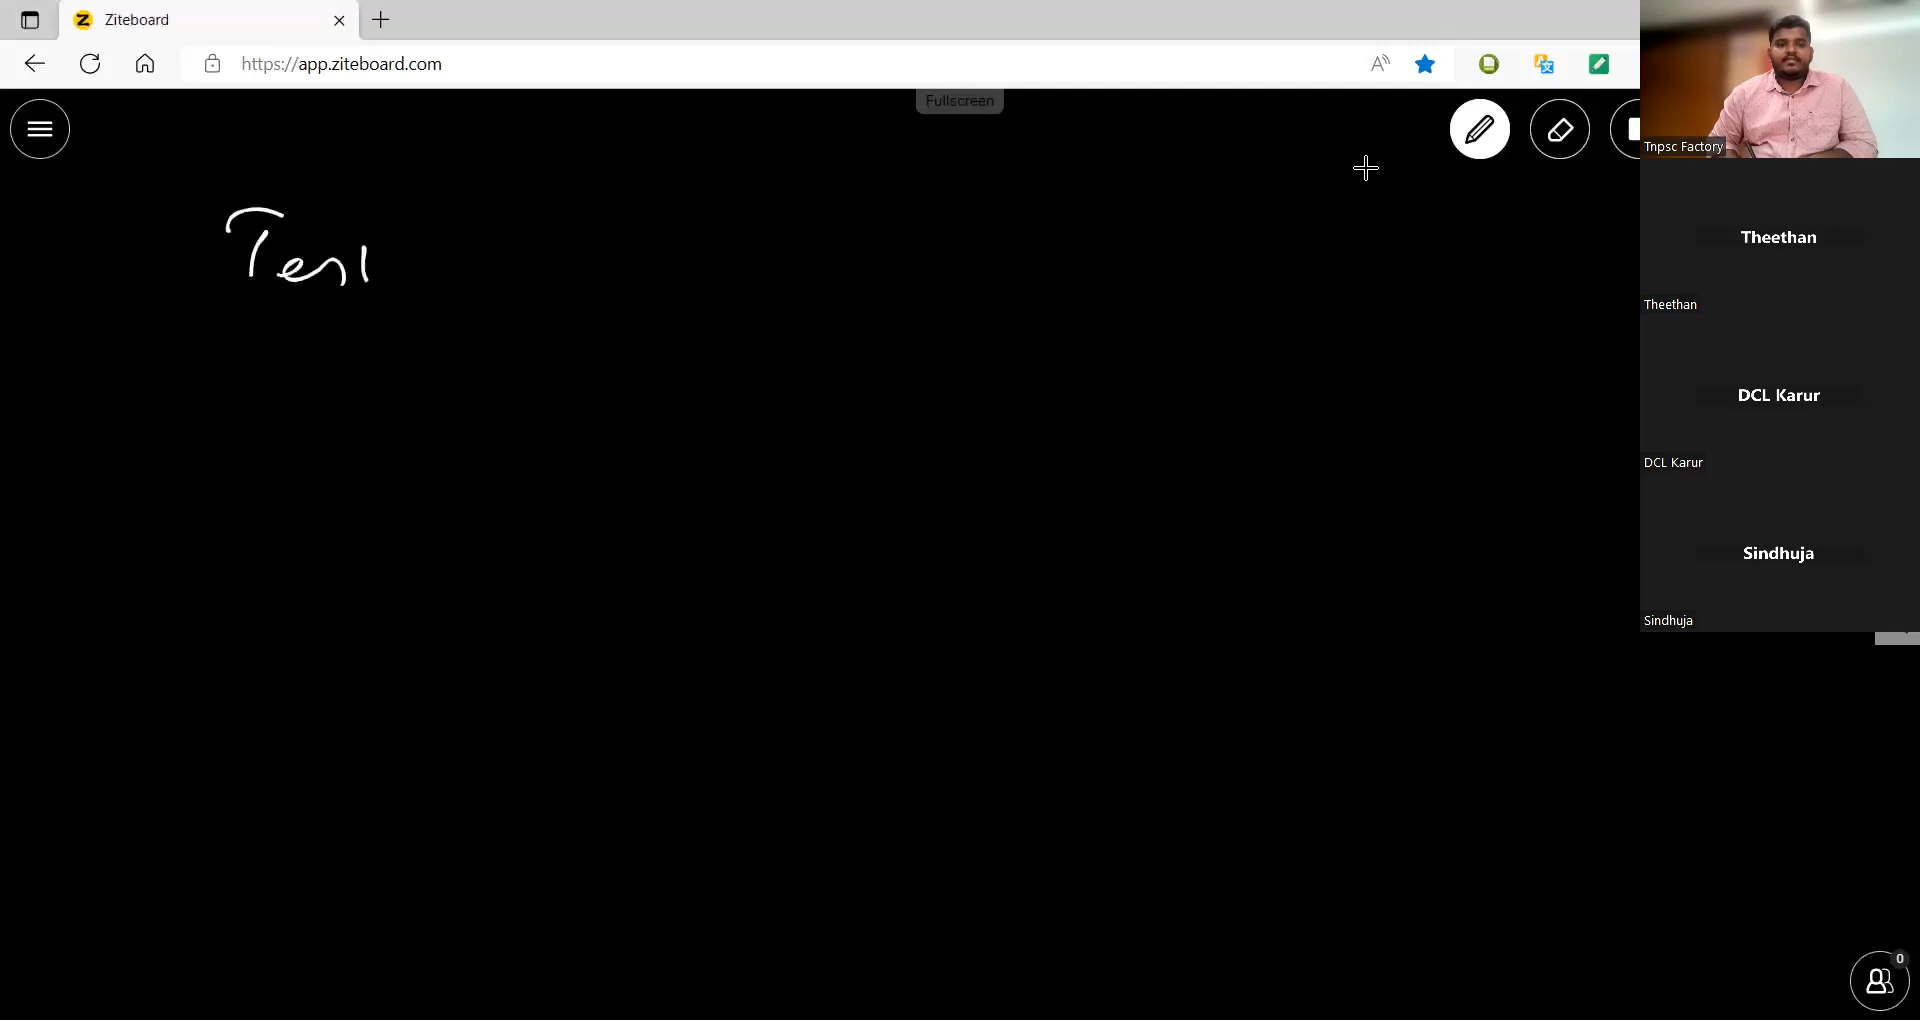 Ziteboard
https://app.ziteboard.com
Fullscreen
Test
Tnpsc Factory
Theethan
Theethan
DCL Karur
DCL Karur
Sindhuja
Sindhuja
0